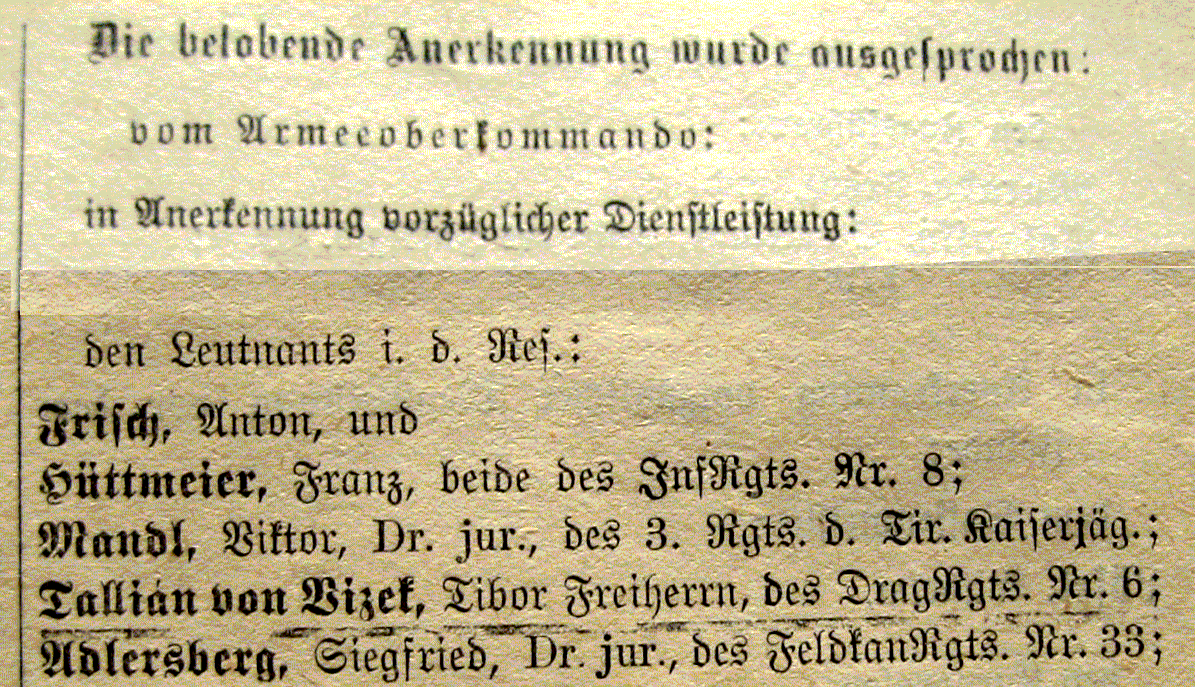 Die belobende Anerkennung wurde ausgesprochen:
vom Armeeoberkommando:
in Anerkennung vorzüglicher Dienstleistung:
den Leutnants i. d. Res.:
Frisch, Anton, und
Hüttmeier, Franz, beide des InfRgts. Nr. 8;
Mandl, Viktor, Dr. jur., des 3. Rgts. d. Tir. Kaiserjäg.;
Tallián von Vizek, Tibor Freiherrn, des DragRgts. Nr. 6;
Adlersberg, Siegfried, Dr. jur., des FeldkanRgts. Nr. 33;